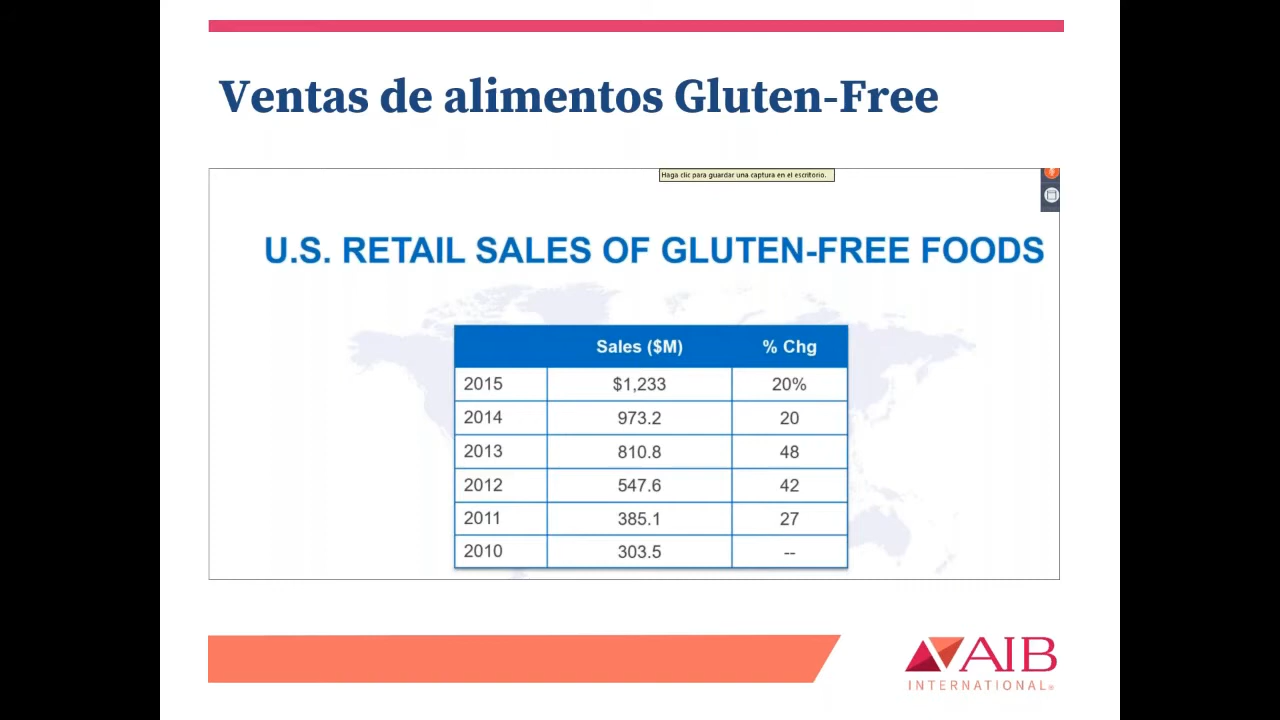 Ventas de alimentos Gluten-Free
Haga clic para guardar una captura en el escritorio.
U.S. RETAIL SALES OF GLUTEN-FREE FOODS
Sales ($M) % Chg
2015 $1,233 20%
2014 973.2 20
2013 810.8 48
2012 547.6 42
2011 385.1 27
2010 303.5 --
AIB
INTERNATIONAL®